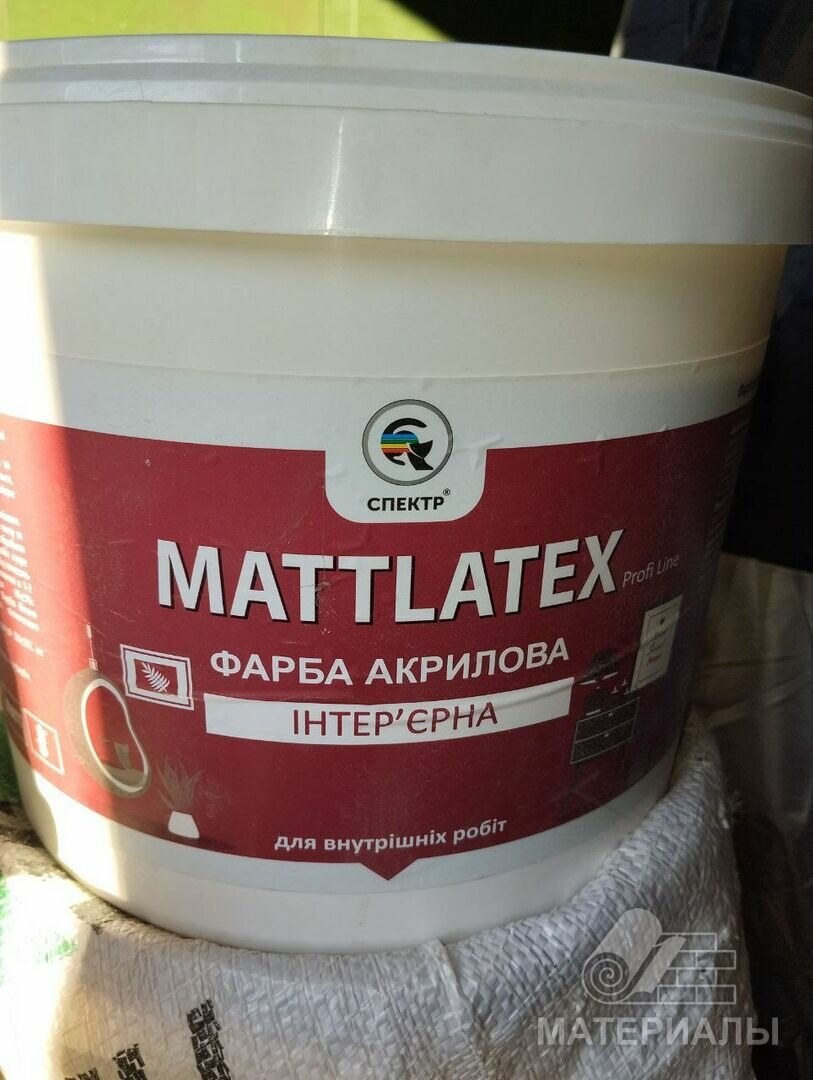 СПЕКТР®
MATTLATEX
Profi Line
ФАРБА АКРИЛОВА
ІНТЕР’ЄРНА
для внутрішніх робіт
МАТЕРИАЛЫ